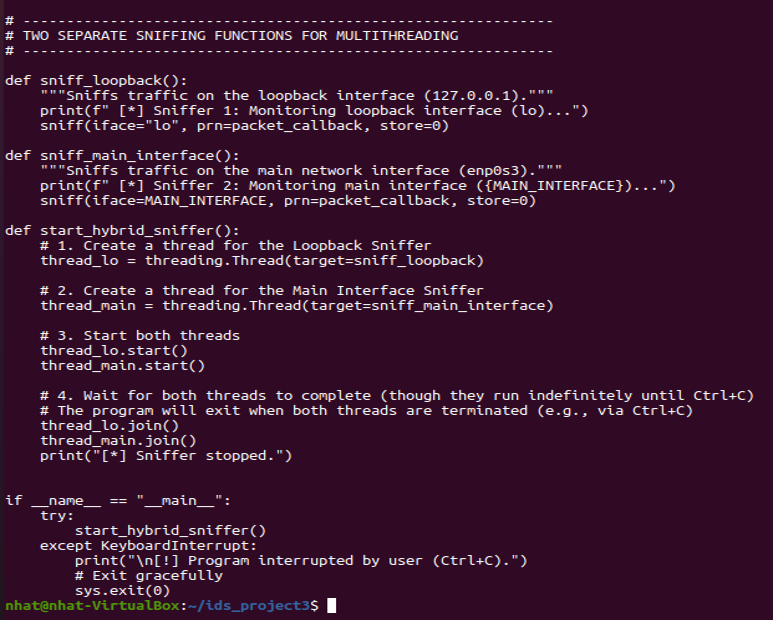 # -------------------------------------------------------------
# TWO SEPARATE SNIFFING FUNCTIONS FOR MULTITHREADING
# -------------------------------------------------------------

def sniff_loopback():
    """Sniffs traffic on the loopback interface (127.0.0.1)."""
    print(f" [*] Sniffer 1: Monitoring loopback interface (lo)...")
    sniff(iface="lo", prn=packet_callback, store=0)

def sniff_main_interface():
    """Sniffs traffic on the main network interface (enp0s3)."""
    print(f" [*] Sniffer 2: Monitoring main interface ({MAIN_INTERFACE})...")
    sniff(iface=MAIN_INTERFACE, prn=packet_callback, store=0)

def start_hybrid_sniffer():
    # 1. Create a thread for the Loopback Sniffer
    thread_lo = threading.Thread(target=sniff_loopback)

    # 2. Create a thread for the Main Interface Sniffer
    thread_main = threading.Thread(target=sniff_main_interface)

    # 3. Start both threads
    thread_lo.start()
    thread_main.start()

    # 4. Wait for both threads to complete (though they run indefinitely until Ctrl+C)
    # The program will exit when both threads are terminated (e.g., via Ctrl+C)
    thread_lo.join()
    thread_main.join()
    print("[*] Sniffer stopped.")


if __name__ == "__main__":
    try:
        start_hybrid_sniffer()
    except KeyboardInterrupt:
        print("\n[!] Program interrupted by user (Ctrl+C).")
        # Exit gracefully
        sys.exit(0)
nhat@nhat-VirtualBox:~/ids_project3$